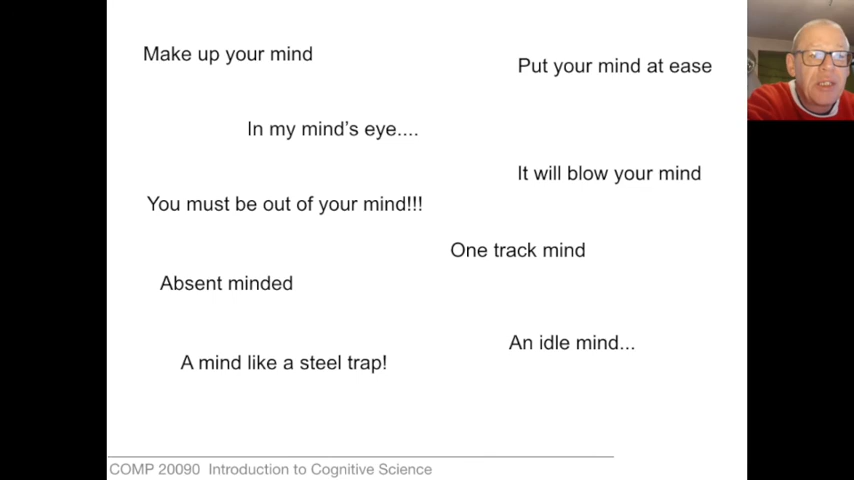 Make up your mind
Put your mind at ease
In my mind's eye....
It will blow your mind
You must be out of your mind!!!
One track mind
Absent minded
An idle mind...
A mind like a steel trap!
COMP 20090 Introduction to Cognitive Science